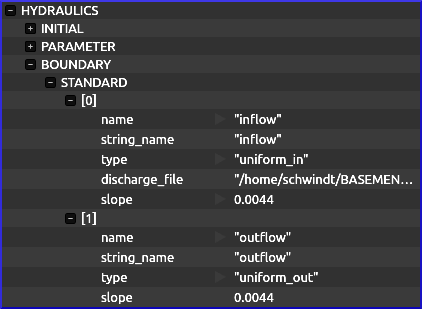 HYDRAULICS
INITIAL
PARAMETER
BOUNDARY
STANDARD
[0]
name "inflow"
string_name "inflow"
type "uniform_in"
discharge_file "/home/schwindt/BASEMEN...
slope 0.0044
[1]
name "outflow"
string_name "outflow"
type "uniform_out"
slope 0.0044